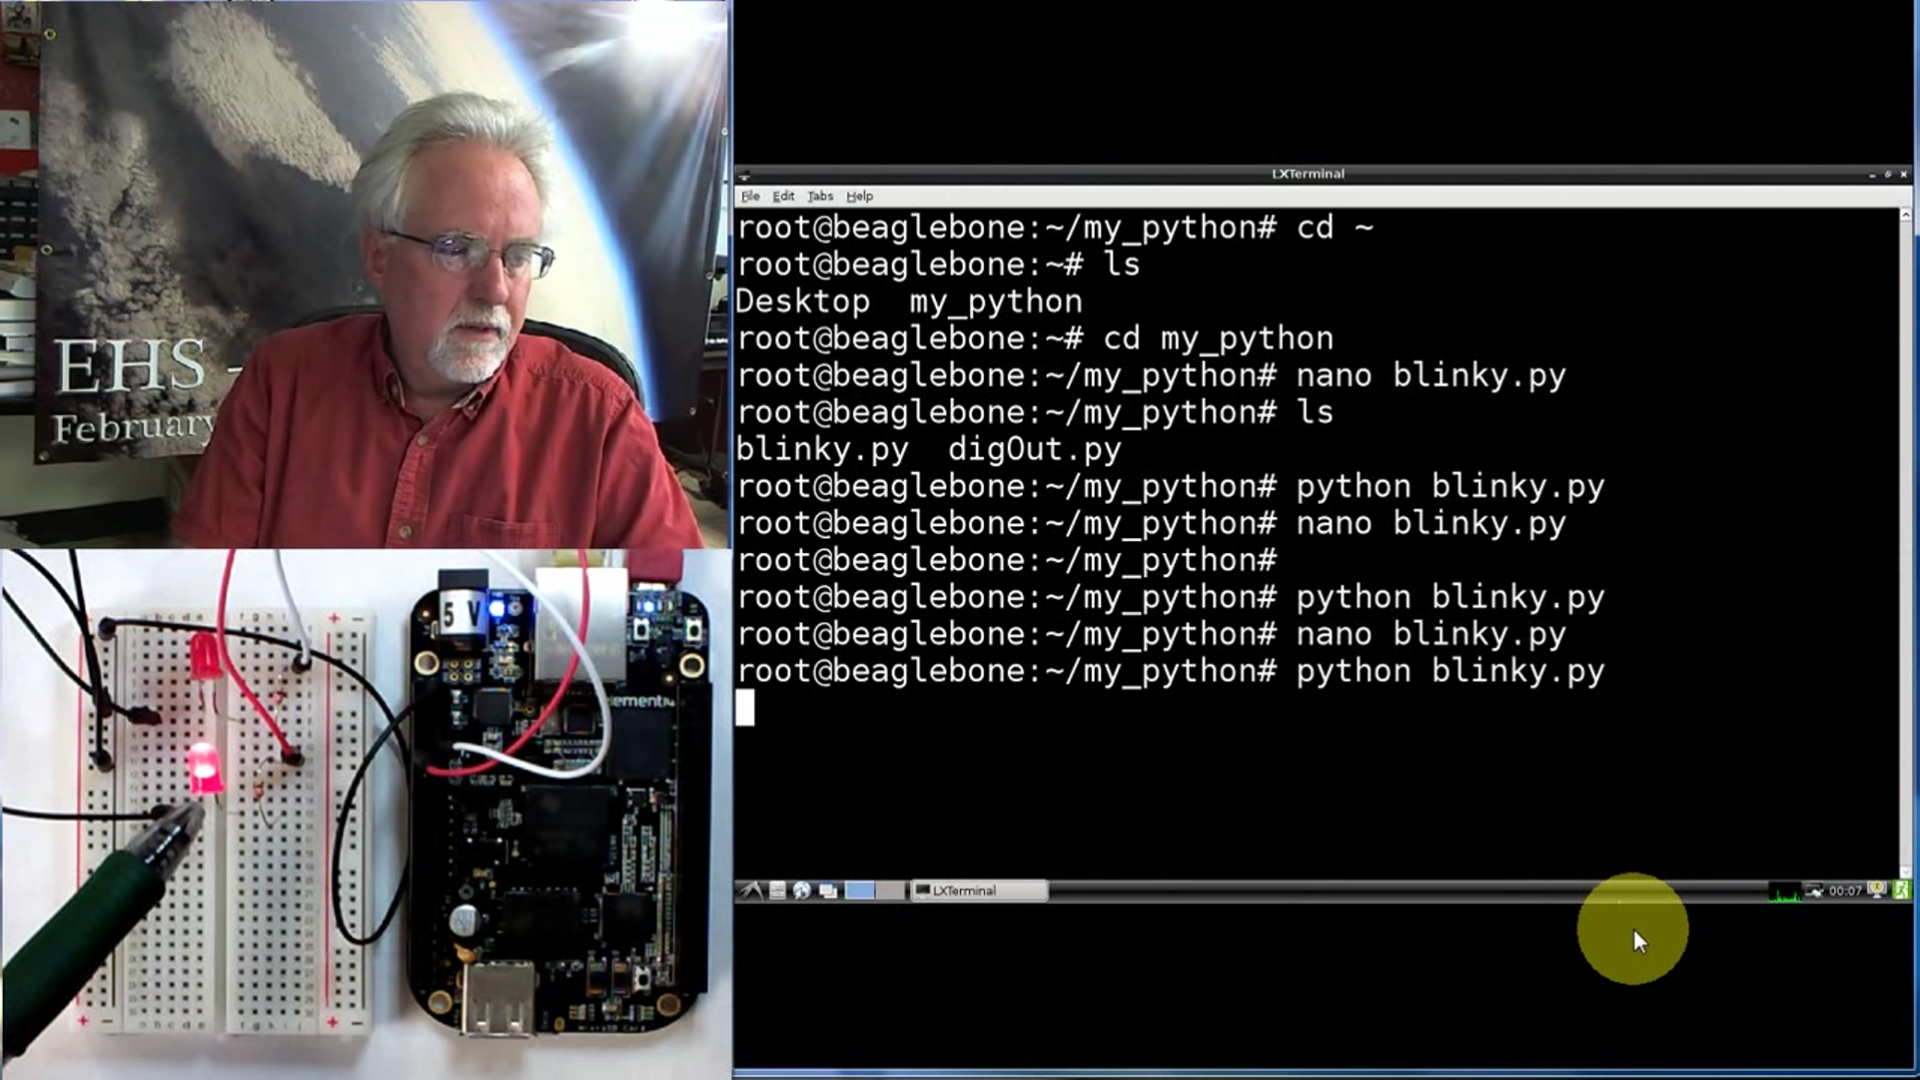 EHS -
February
5 V
LXTerminal
File Edit Tabs Help
root@beaglebone:~/my_python# cd ~
root@beaglebone:~# ls
Desktop my_python
root@beaglebone:~# cd my_python
root@beaglebone:~/my_python# nano blinky.py
root@beaglebone:~/my_python# ls
blinky.py digOut.py
root@beaglebone:~/my_python# python blinky.py
root@beaglebone:~/my_python# nano blinky.py
root@beaglebone:~/my_python#
root@beaglebone:~/my_python# python blinky.py
root@beaglebone:~/my_python# nano blinky.py
root@beaglebone:~/my_python# python blinky.py
LXTerminal
00:07